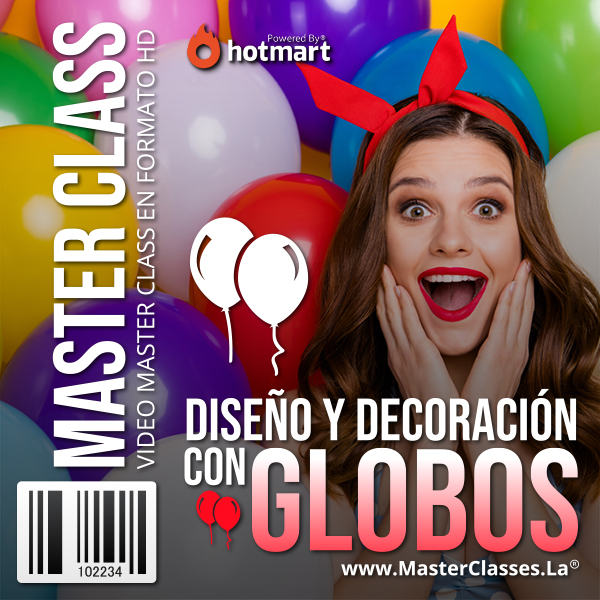 MASTER CLASS
VIDEO MASTER CLASS EN FORMATO HD
Powered By®
hotmart®
DISEÑO Y DECORACIÓN
CON GLOBOS
102234
www.MasterClasses.La®